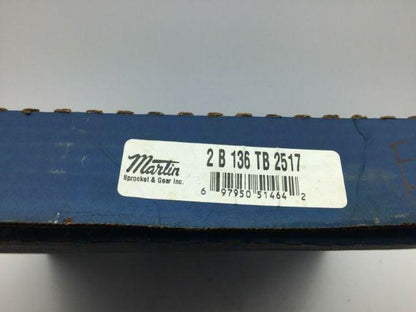 Martin
Sprocket & Gear Inc.
2 B 136 TB 2517
6 97950 51464 2